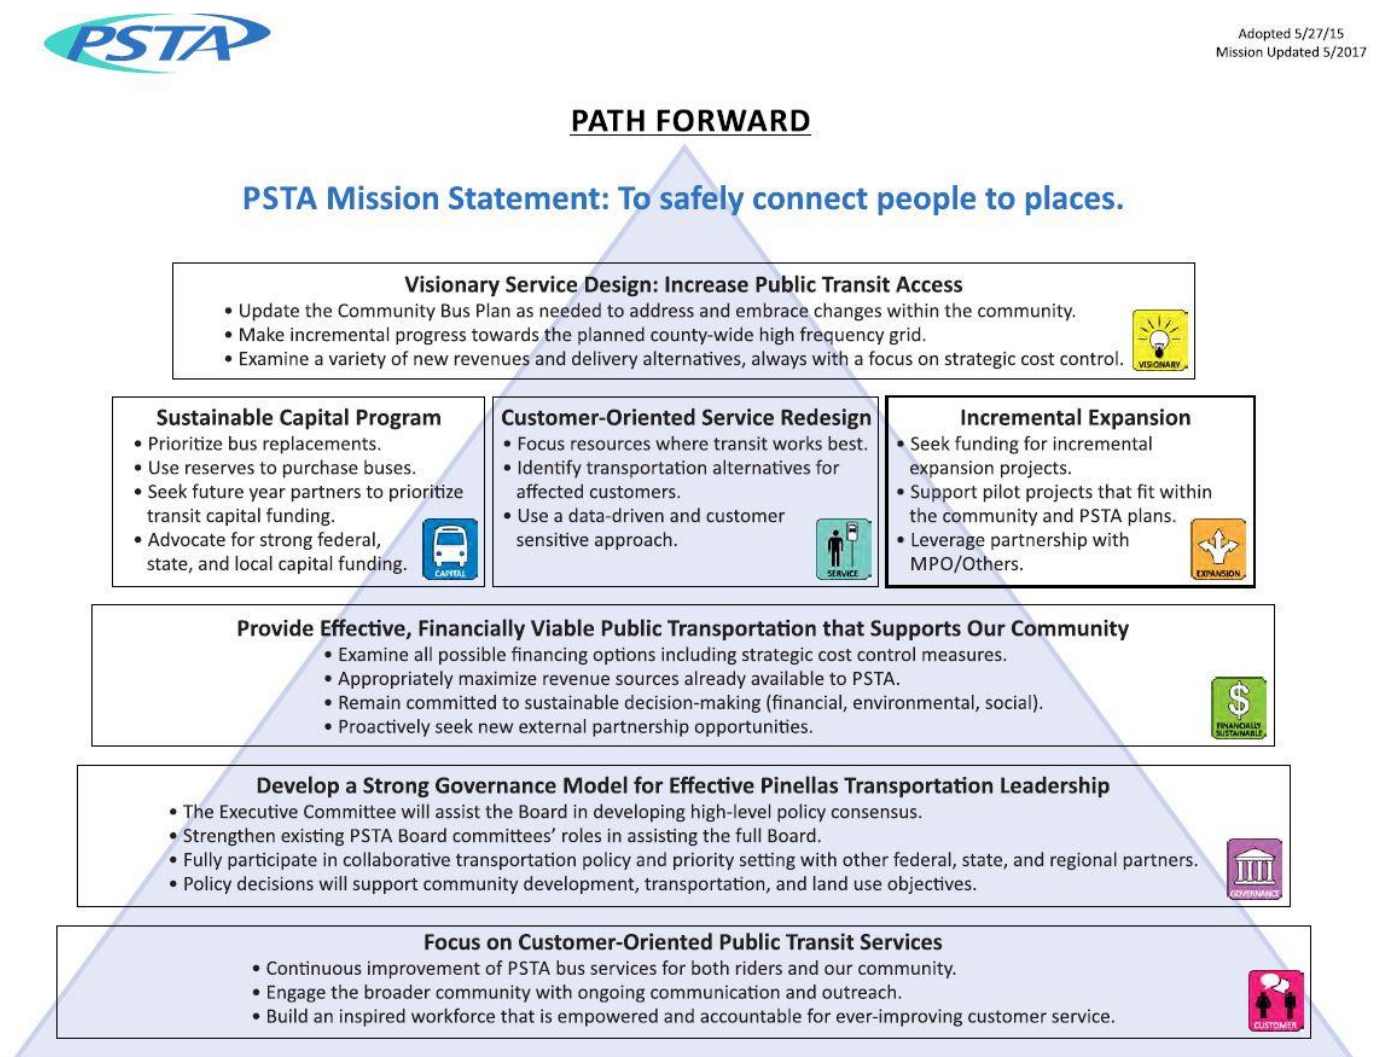 PSTA
Adopted 5/27/15
Mission Updated 5/2017
PATH FORWARD
PSTA Mission Statement: To safely connect people to places.
Visionary Service Design: Increase Public Transit Access
• Update the Community Bus Plan as needed to address and embrace changes within the community.
• Make incremental progress towards the planned county-wide high frequency grid.
• Examine a variety of new revenues and delivery alternatives, always with a focus on strategic cost control.
VISIONARY
Sustainable Capital Program
• Prioritize bus replacements.
• Use reserves to purchase buses.
• Seek future year partners to prioritize
transit capital funding.
• Advocate for strong federal,
state, and local capital funding.
CAPITAL
Customer-Oriented Service Redesign
• Focus resources where transit works best.
• Identify transportation alternatives for
affected customers.
• Use a data-driven and customer
sensitive approach.
SERVICE
Incremental Expansion
• Seek funding for incremental
expansion projects.
• Support pilot projects that fit within
the community and PSTA plans.
• Leverage partnership with
MPO/Others.
EXPANSION
Provide Effective, Financially Viable Public Transportation that Supports Our Community
• Examine all possible financing options including strategic cost control measures.
• Appropriately maximize revenue sources already available to PSTA.
• Remain committed to sustainable decision-making (financial, environmental, social).
• Proactively seek new external partnership opportunities.
$
FINANCIALLY
SUSTAINABLE
Develop a Strong Governance Model for Effective Pinellas Transportation Leadership
• The Executive Committee will assist the Board in developing high-level policy consensus.
• Strengthen existing PSTA Board committees’ roles in assisting the full Board.
• Fully participate in collaborative transportation policy and priority setting with other federal, state, and regional partners.
• Policy decisions will support community development, transportation, and land use objectives.
GOVERNANCE
Focus on Customer-Oriented Public Transit Services
• Continuous improvement of PSTA bus services for both riders and our community.
• Engage the broader community with ongoing communication and outreach.
• Build an inspired workforce that is empowered and accountable for ever-improving customer service.
CUSTOMER